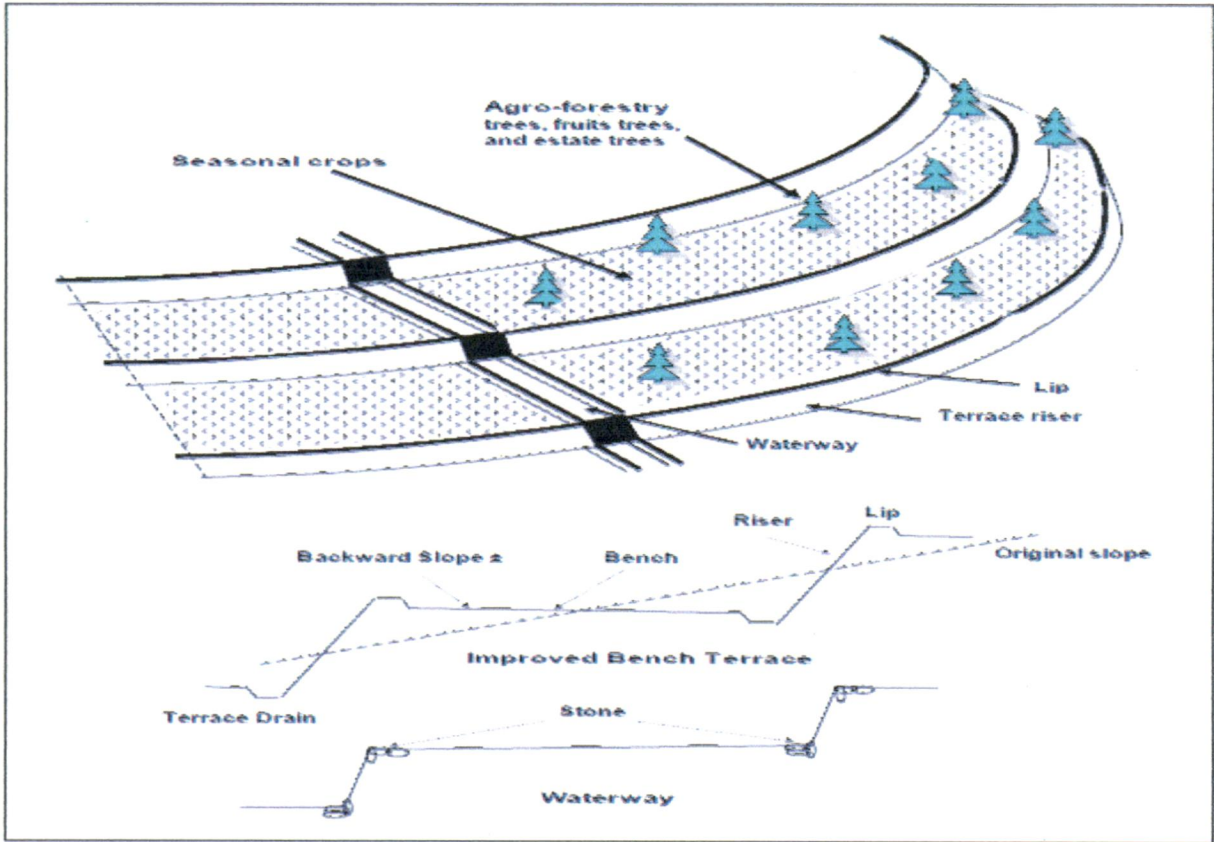 Agro-forestry
trees, fruits trees,
and estate trees
Seasonal crops
Lip
Terrace riser
Waterway
Lip
Riser
Original slope
Backward Slope ±
Bench
Improved Bench Terrace
Terrace Drain
Stone
Waterway